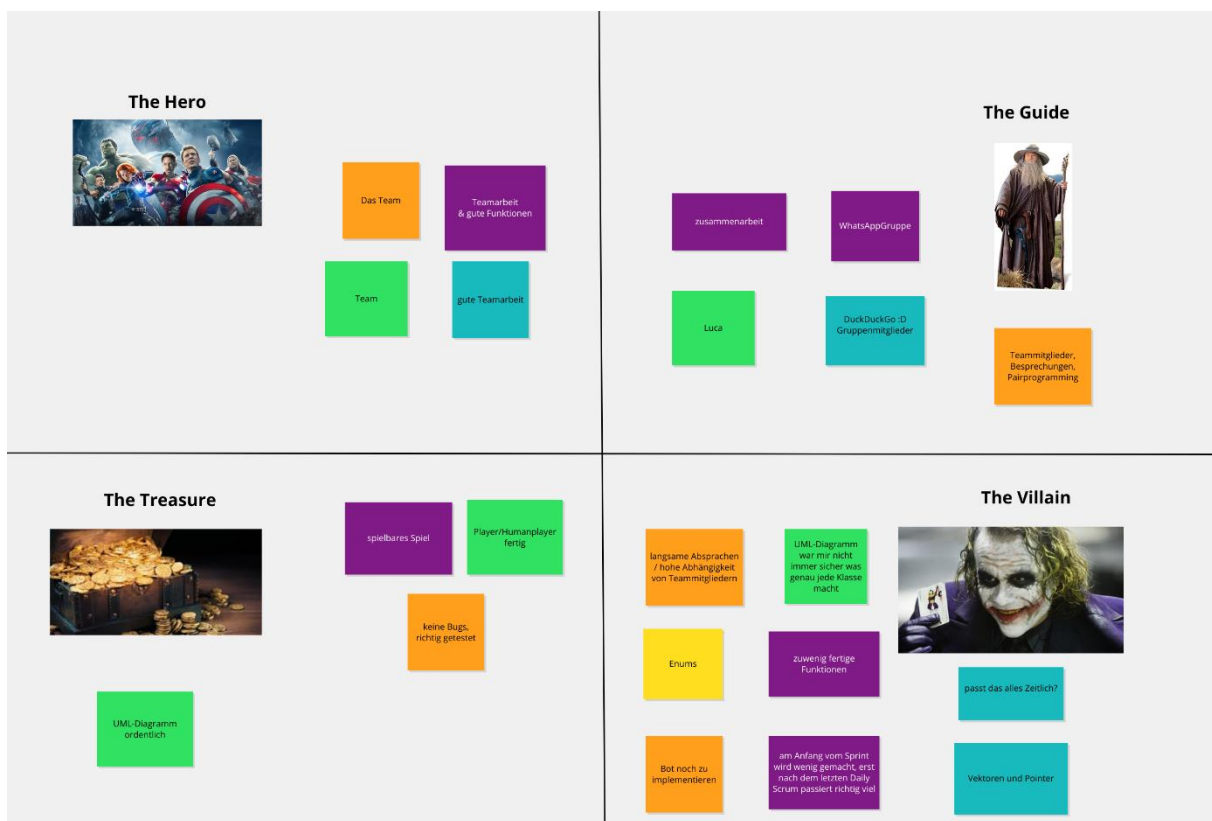 The Hero
Das Team
Teamarbeit
& gute Funktionen
Team
gute Teamarbeit
The Guide
zusammenarbeit
WhatsAppGruppe
Luca
DuckDuckGo :D
Gruppenmitglieder
Teammitglieder,
Besprechungen,
Pairprogramming
The Treasure
spielbares Spiel
Player/Humanplayer
fertig
keine Bugs,
richtig getestet
UML-Diagramm
ordentlich
The Villain
langsame Absprachen
/ hohe Abhängigkeit
von Teammitgliedern
UML-Diagramm
war mir nicht
immer sicher was
genau jede Klasse
macht
Enums
zuwenig fertige
Funktionen
passt das alles Zeitlich?
Bot noch zu
implementieren
am Anfang vom Sprint
wird wenig gemacht, erst
nach dem letzten Daily
Scrum passiert richtig viel
Vektoren und Pointer